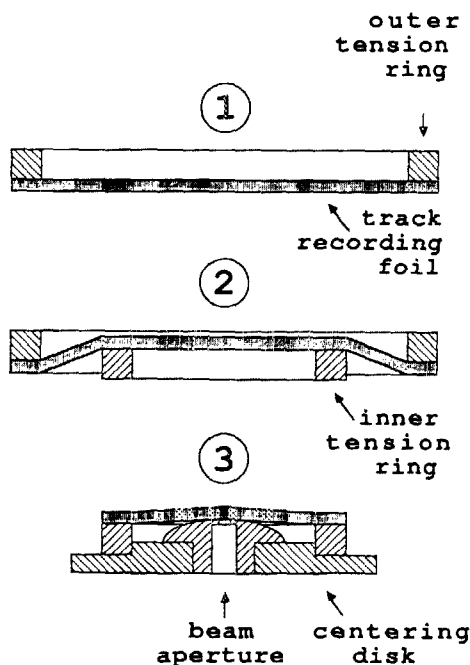 outer
tension
ring
1
track
recording
foil
2
inner
tension
ring
3
beam
aperture
centering
disk